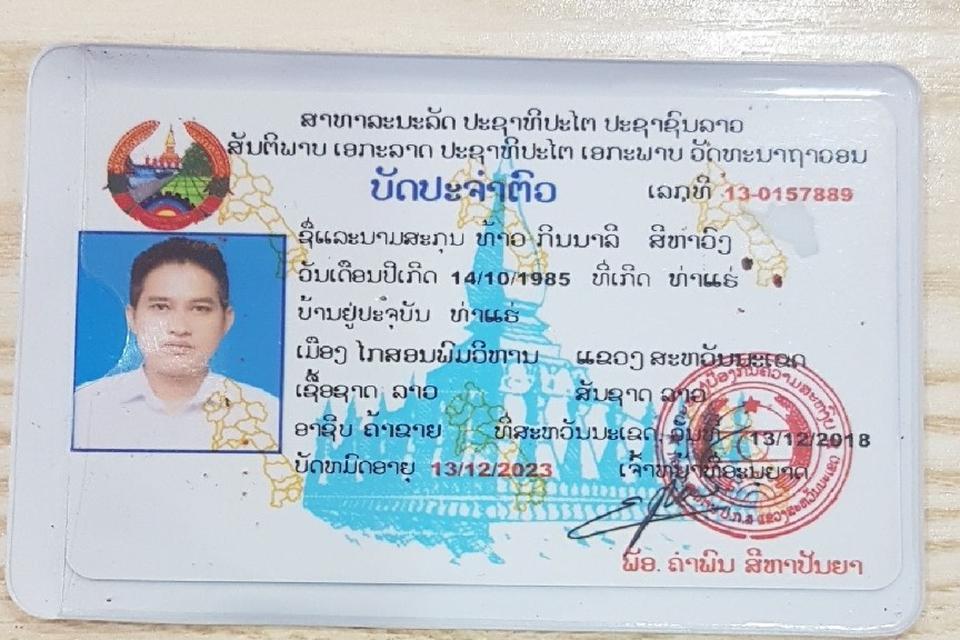 ສາທາລະນະລັດ ປະຊາທິປະໄຕ ປະຊາຊົນລາວ
ສັນຕິພາບ ເອກະລາດ ປະຊາທິປະໄຕ ເອກະພາບ ວັດທະນາຖາວອນ
ບັດປະຈຳຕົວ ເລກທີ 13-0157889
ຊື່ແລະນາມສະກຸນ ທ້າວ ກິນນາລີ ສີຫາວົງ
ວັນເດືອນປີເກີດ 14/10/1985 ທີ່ເກີດ ທ່າແຮ່
ບ້ານຢູ່ປະຈຸບັນ ທ່າແຮ່
ເມືອງ ໄກສອນພົມວິຫານ ແຂວງ ສະຫວັນນະເຂດ
ເຊື້ອຊາດ ລາວ ສັນຊາດ ລາວ
ອາຊິບ ຄ້າຂາຍ ທີ່ສະຫວັນນະເຂດ, ວັນທີ 13/12/2018
ບັດຫມົດອາຍຸ 13/12/2023 ເຈົ້າຫນ້າທີ່ອະນຍາດ
ພັອ. ຄຳພົນ ສີຫາປັນຍາ